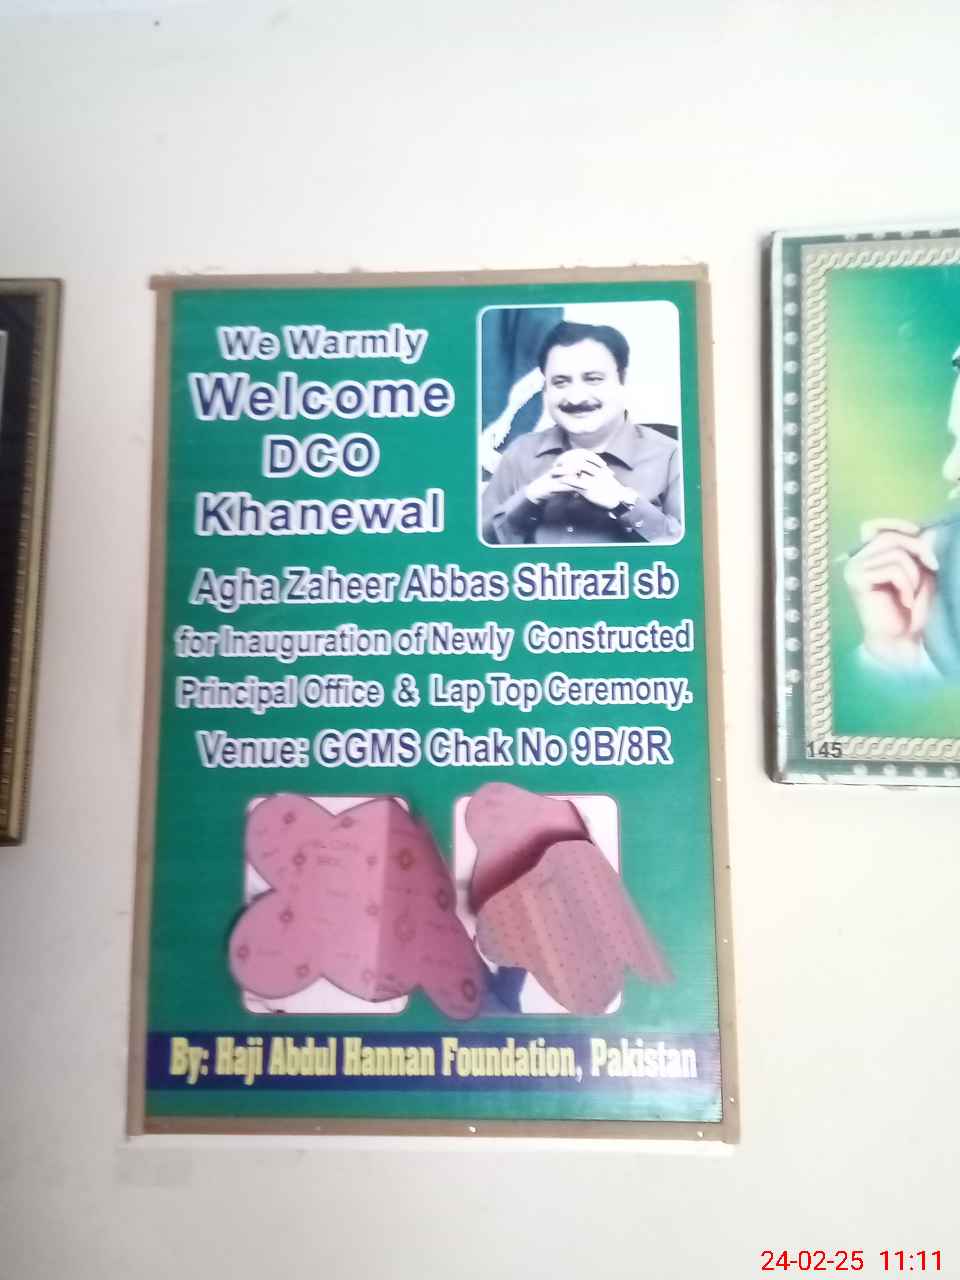 We Warmly
Welcome
DCO
Khanewal
Agha Zaheer Abbas Shirazi sb
for Inauguration of Newly Constructed
Principal Office & Lap Top Ceremony.
Venue: GGMS Chak No 9B/8R
By: Haji Abdul Hannan Foundation, Pakistan
145
24-02-25 11:11